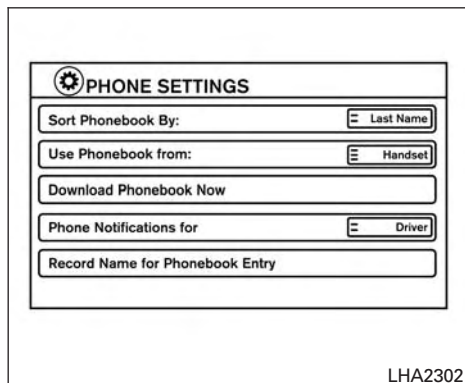 PHONE SETTINGS
Sort Phonebook By: Last Name
Use Phonebook from: Handset
Download Phonebook Now
Phone Notifications for Driver
Record Name for Phonebook Entry
LHA2302